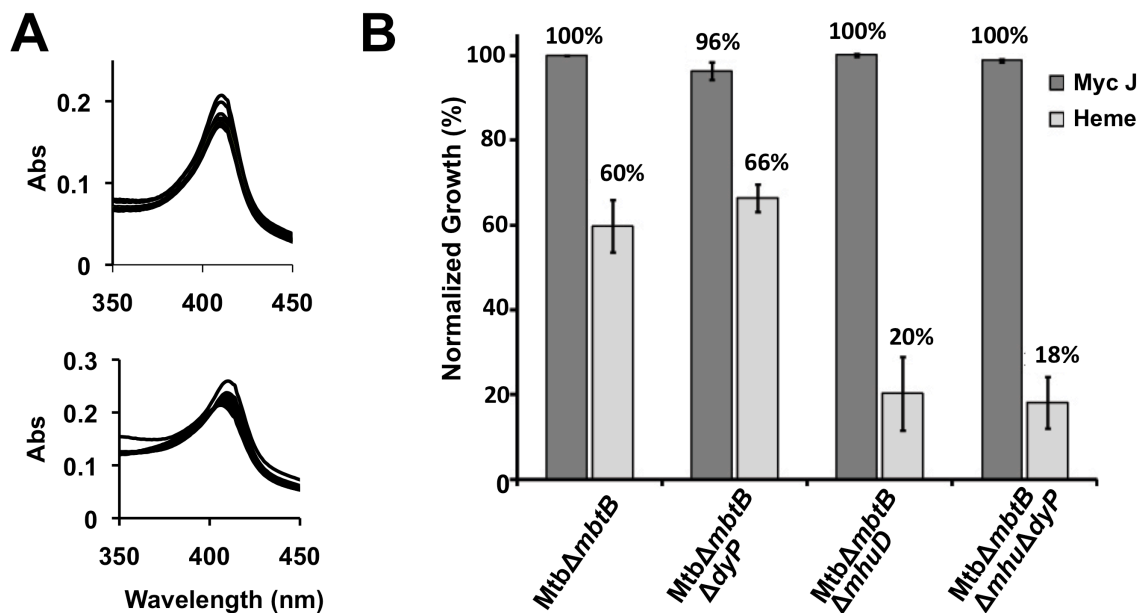 A
Abs
0.2
0.1
0
350
400
450
Abs
0.3
0.2
0.1
0
350
400
450
Wavelength (nm)
B
Normalized Growth (%)
100
80
60
40
20
0
100%
60%
96%
66%
100%
20%
100%
18%
Myc J
Heme
MtbΔmbtB
MtbΔmbtB
ΔdyP
MtbΔmbtB
ΔmhuD
MtbΔmbtB
ΔmhuΔdyP